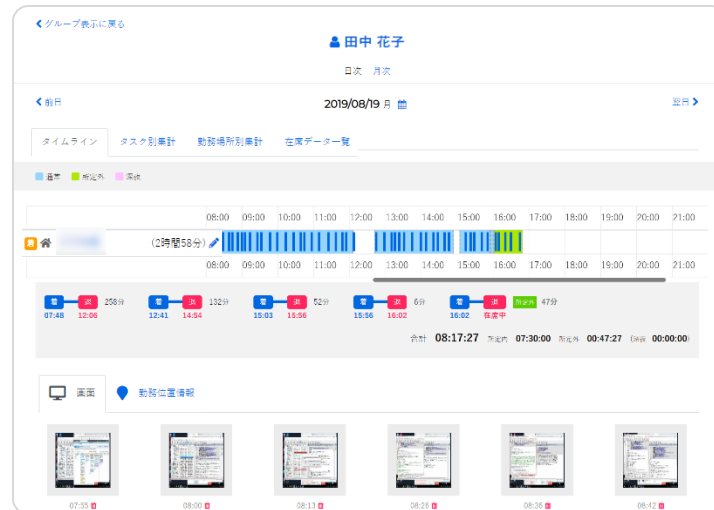 グループ表示に戻る
田中 花子
日次 月次
前日 2019/08/19 月 翌日
タイムライン タスク別集計 勤務場所別集計 在席データ一覧
通常 所定外 深夜
08:00 09:00 10:00 11:00 12:00 13:00 14:00 15:00 16:00 17:00 18:00 19:00 20:00 21:00
(2時間58分)
08:00 09:00 10:00 11:00 12:00 13:00 14:00 15:00 16:00 17:00 18:00 19:00 20:00 21:00
着 退 258分 着 退 132分 着 退 52分 着 退 6分 着 退 所定外 47分
07:48 12:06 12:41 14:54 15:03 15:56 15:56 16:02 16:02 在席中
合計 08:17:27 所定内 07:30:00 所定外 00:47:27 (深夜 00:00:00)
画面 勤務位置情報
07:55 08:00 08:13 08:26 08:36 08:42